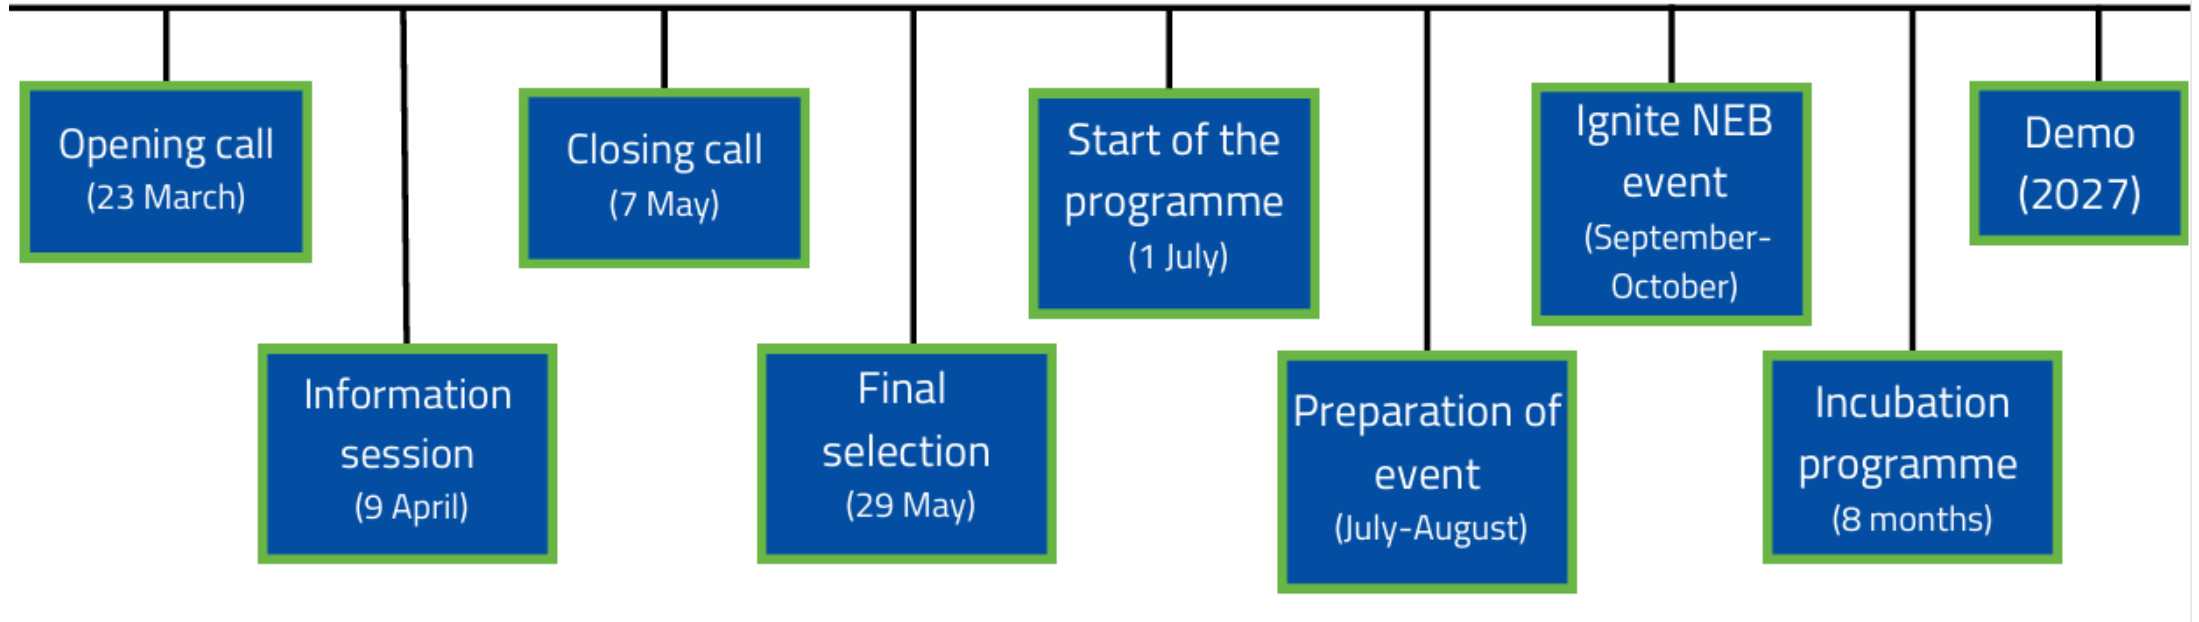 Opening call
(23 March)
Information
session
(9 April)
Closing call
(7 May)
Final
selection
(29 May)
Start of the
programme
(1 July)
Preparation of
event
(July-August)
Ignite NEB
event
(September-
October)
Incubation
programme
(8 months)
Demo
(2027)